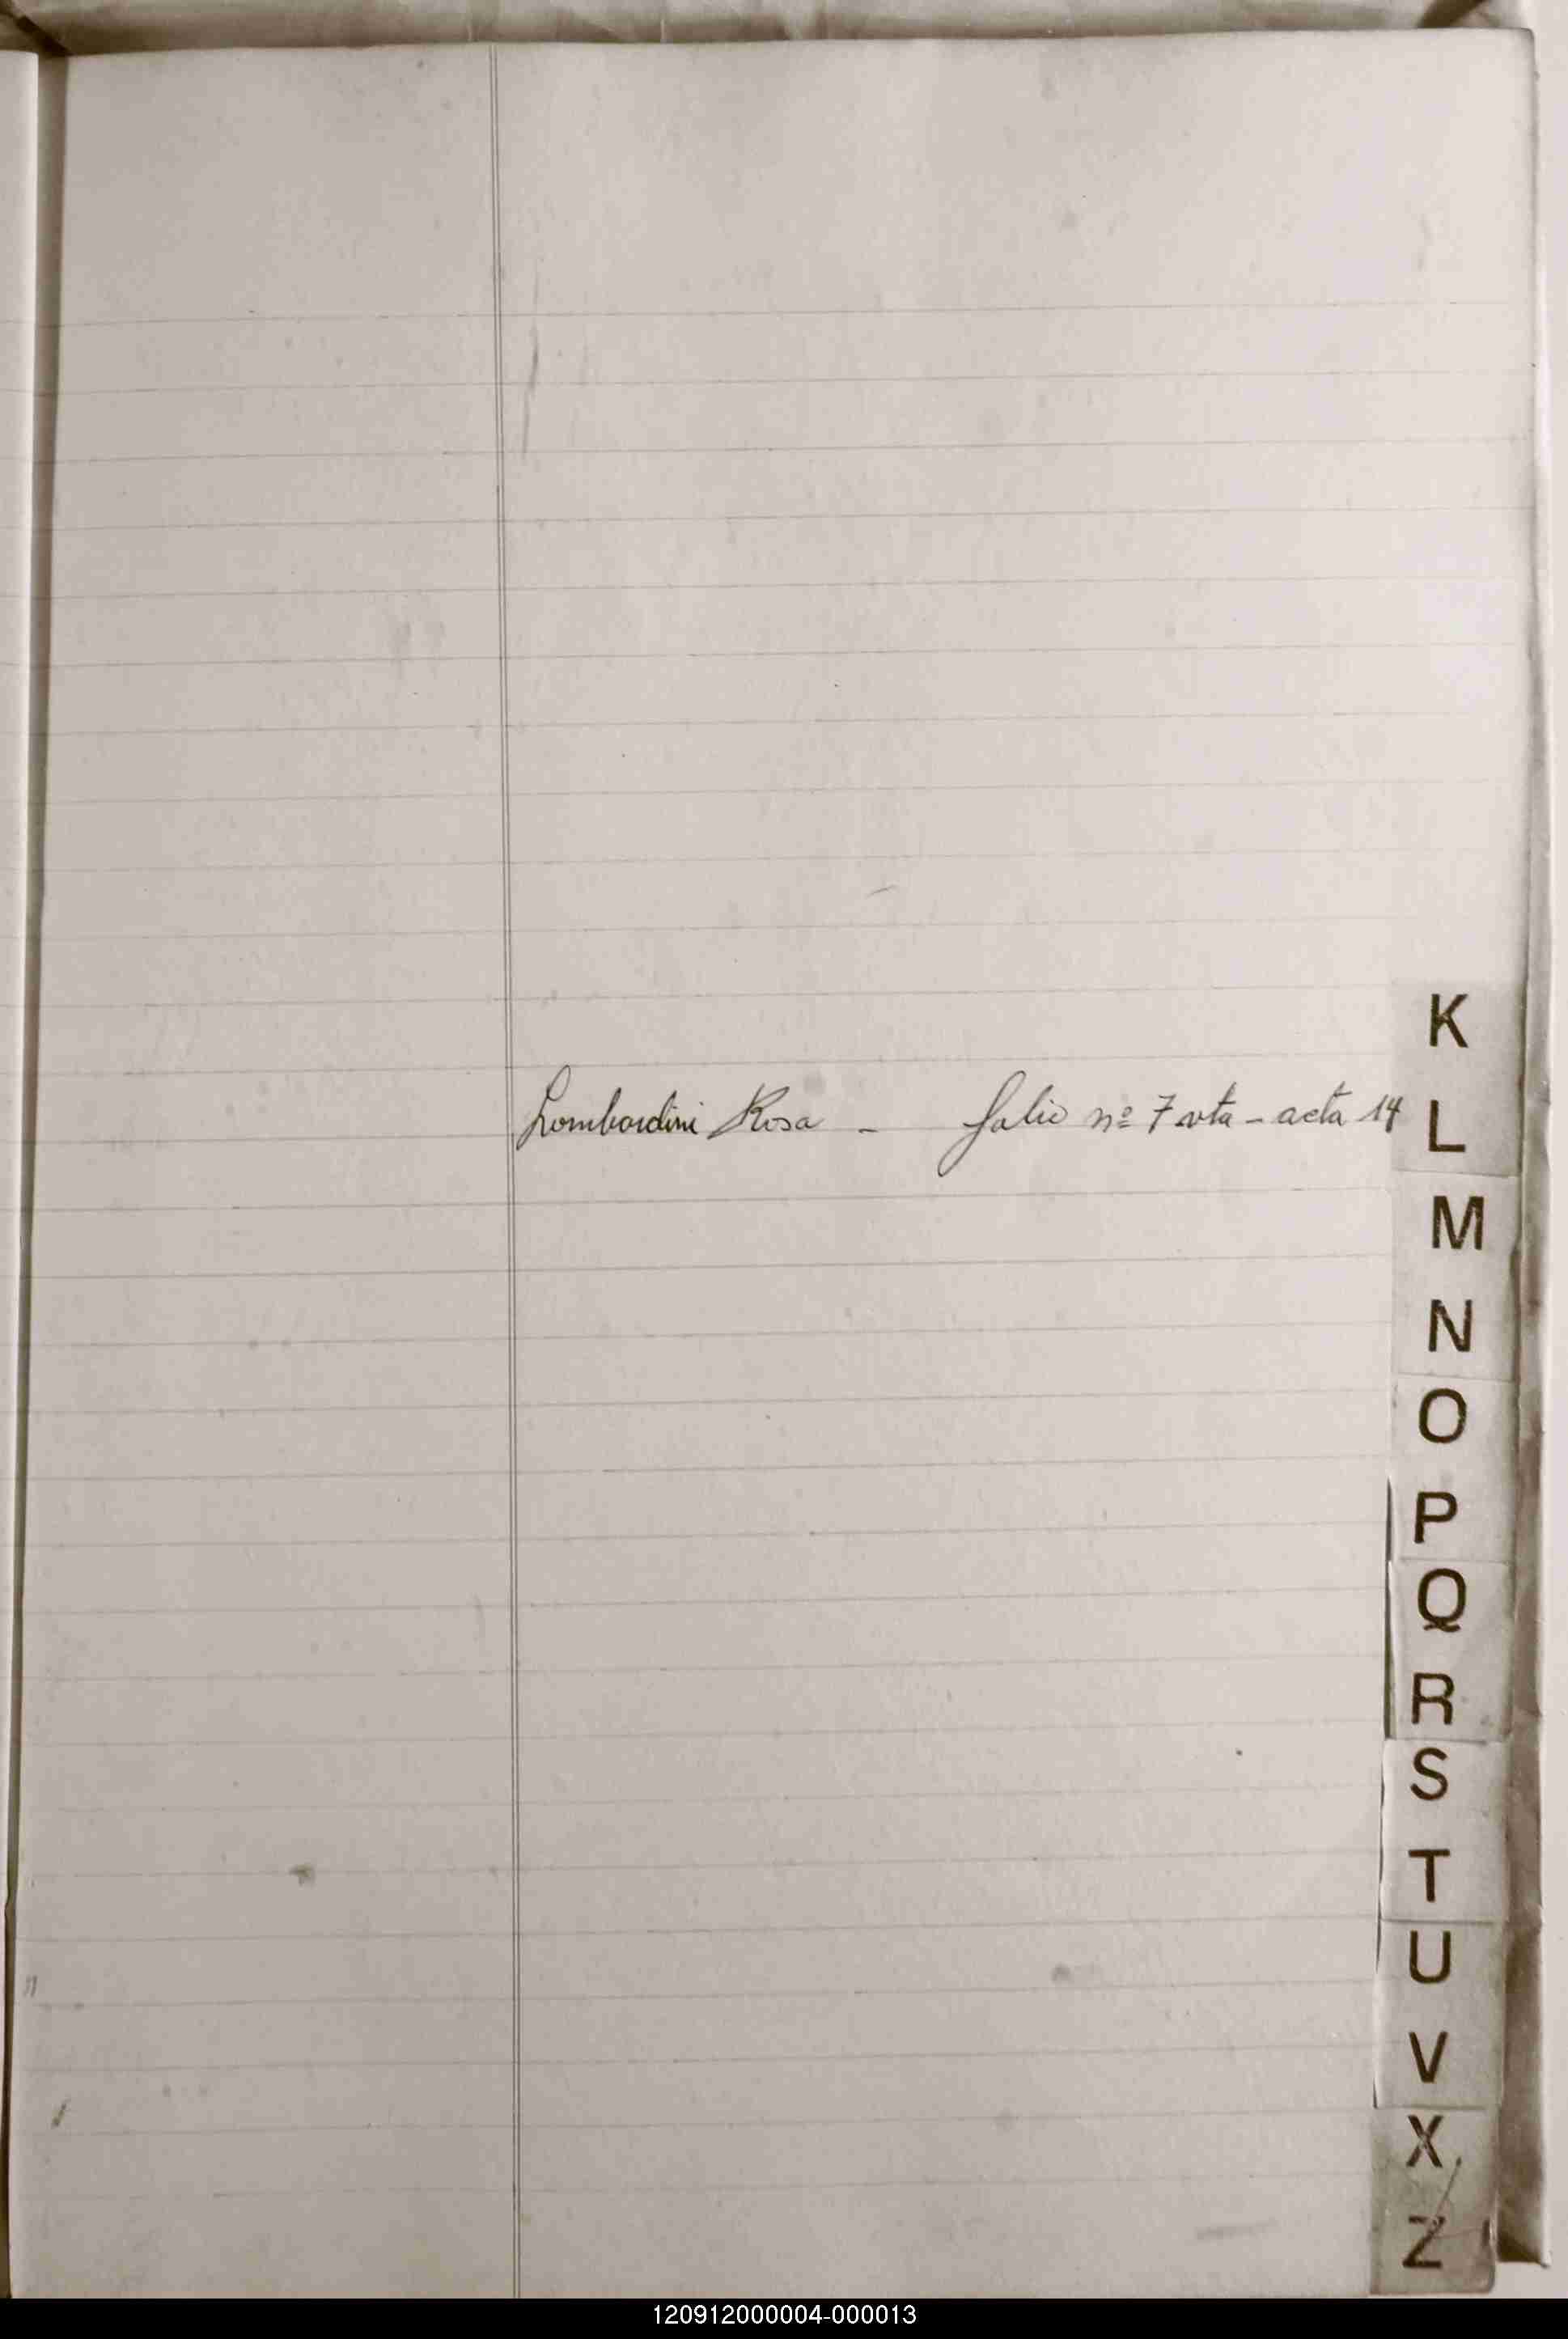 K
Lombardini Rosa - folio nº 7 vta - acta 14
L
M
N
O
P
Q
R
S
T
U
V
X
Z
120912000004-000013